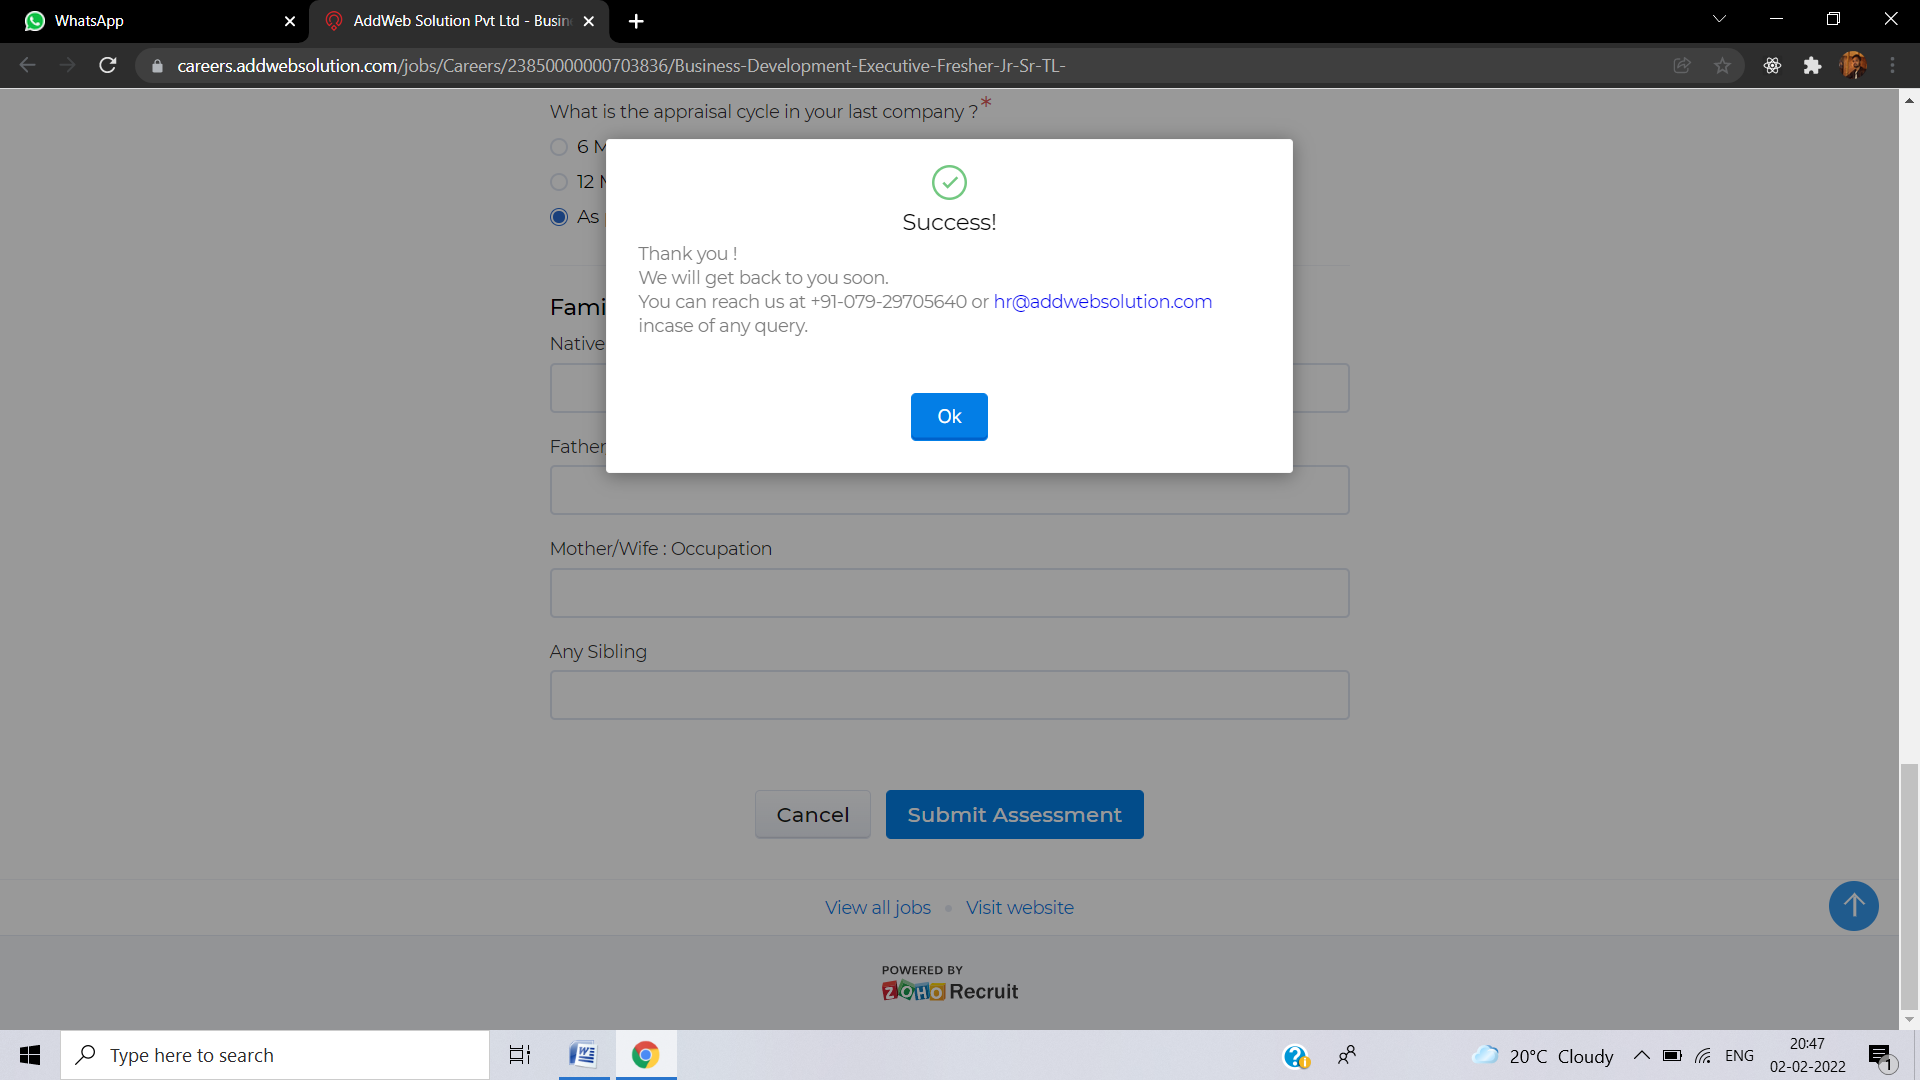 WhatsApp
AddWeb Solution Pvt Ltd - Busin
careers.addwebsolution.com/jobs/Careers/23850000000703836/Business-Development-Executive-Fresher-Jr-Sr-TL-
What is the appraisal cycle in your last company ?*
6 M
12 M
As
Success!
Thank you !
We will get back to you soon.
You can reach us at +91-079-29705640 or hr@addwebsolution.com
incase of any query.
Ok
Fami
Native
Father
Mother/Wife : Occupation
Any Sibling
Cancel
Submit Assessment
View all jobs • Visit website
POWERED BY
ZOHO Recruit
Type here to search
20°C Cloudy
ENG
20:47
02-02-2022
1